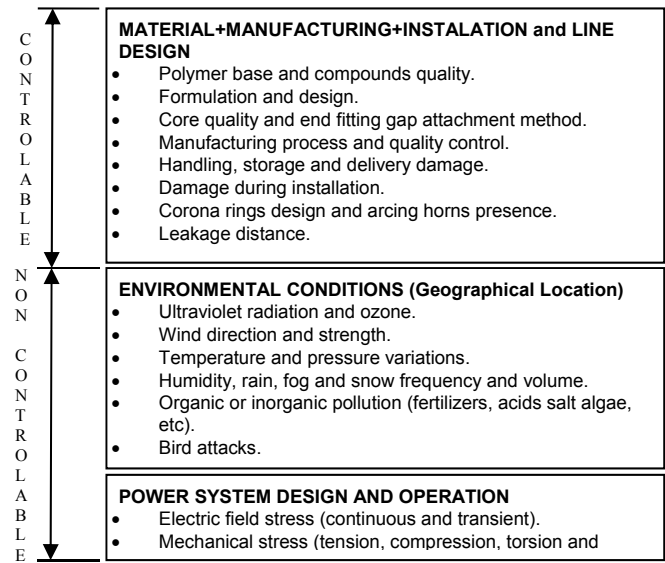 CONTROLABLE
MATERIAL+MANUFACTURING+INSTALATION and LINE
DESIGN
• Polymer base and compounds quality.
• Formulation and design.
• Core quality and end fitting gap attachment method.
• Manufacturing process and quality control.
• Handling, storage and delivery damage.
• Damage during installation.
• Corona rings design and arcing horns presence.
• Leakage distance.
NON CONTROLABLE
ENVIRONMENTAL CONDITIONS (Geographical Location)
• Ultraviolet radiation and ozone.
• Wind direction and strength.
• Temperature and pressure variations.
• Humidity, rain, fog and snow frequency and volume.
• Organic or inorganic pollution (fertilizers, acids salt algae,
etc).
• Bird attacks.
POWER SYSTEM DESIGN AND OPERATION
• Electric field stress (continuous and transient).
• Mechanical stress (tension, compression, torsion and